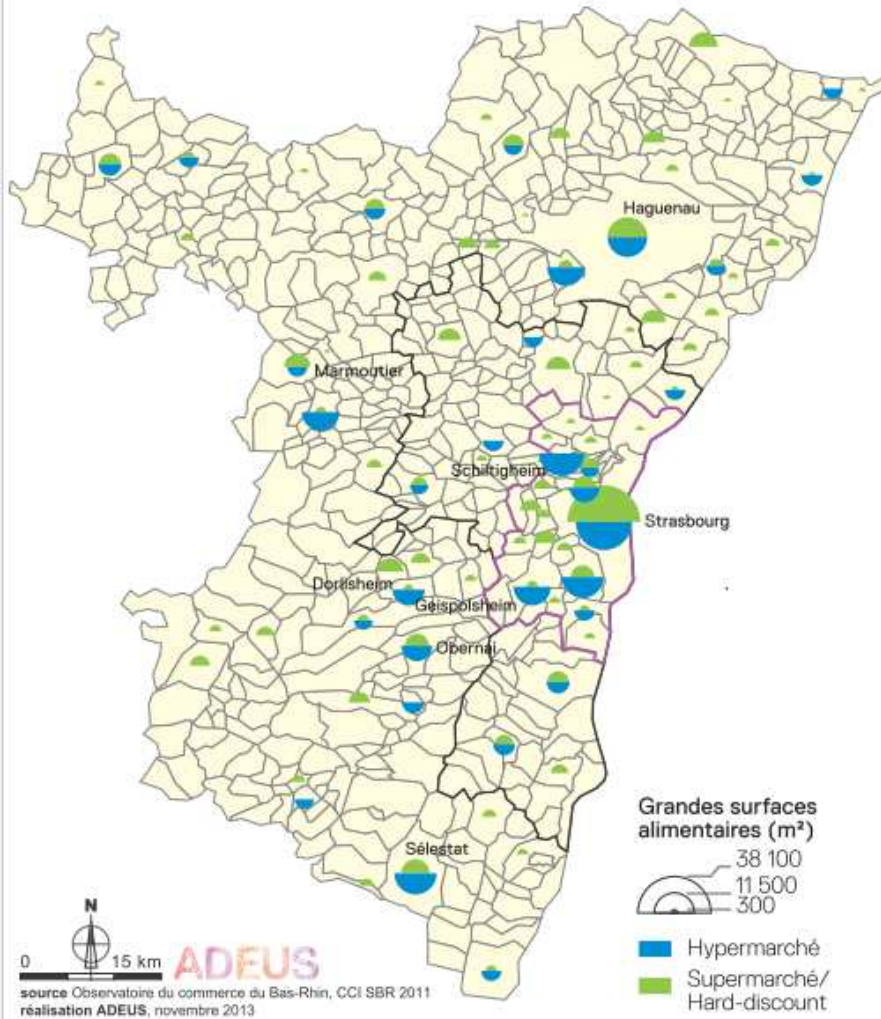 Haguenau
Marmoutier
Schiltigheim
Strasbourg
Dorlisheim
Geispolsheim
Obernai
Sélestat
Grandes surfaces
alimentaires (m²)
38 100
11 500
300
Hypermarché
Supermarché/
Hard-discount
N
0 15 km
ADEUS
source Observatoire du commerce du Bas-Rhin, CCI SBR 2011
réalisation ADEUS, novembre 2013